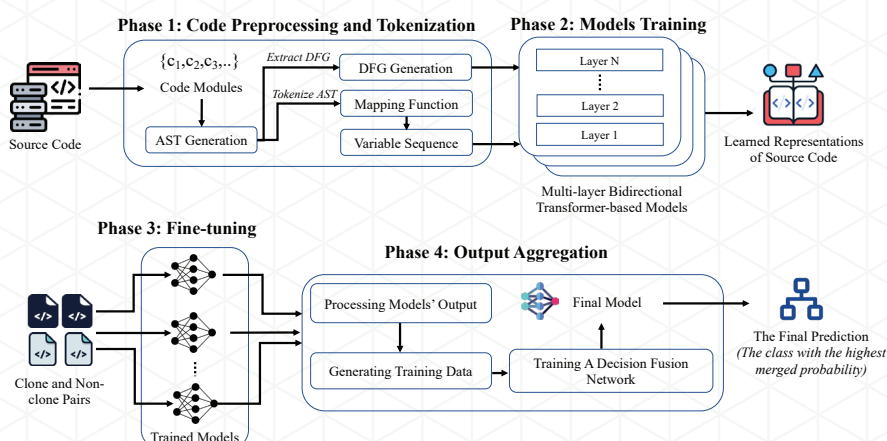 Phase 1: Code Preprocessing and Tokenization
Phase 2: Models Training
{c₁,c₂,c₃,..}
Code Modules
AST Generation
Extract DFG
Tokenize AST
DFG Generation
Mapping Function
Variable Sequence
Source Code
Layer N
Layer 2
Layer 1
Multi-layer Bidirectional
Transformer-based Models
Learned Representations
of Source Code
Phase 3: Fine-tuning
Phase 4: Output Aggregation
Clone and Non-
clone Pairs
Trained Models
Processing Models' Output
Generating Training Data
Final Model
Training A Decision Fusion
Network
The Final Prediction
(The class with the highest
merged probability)